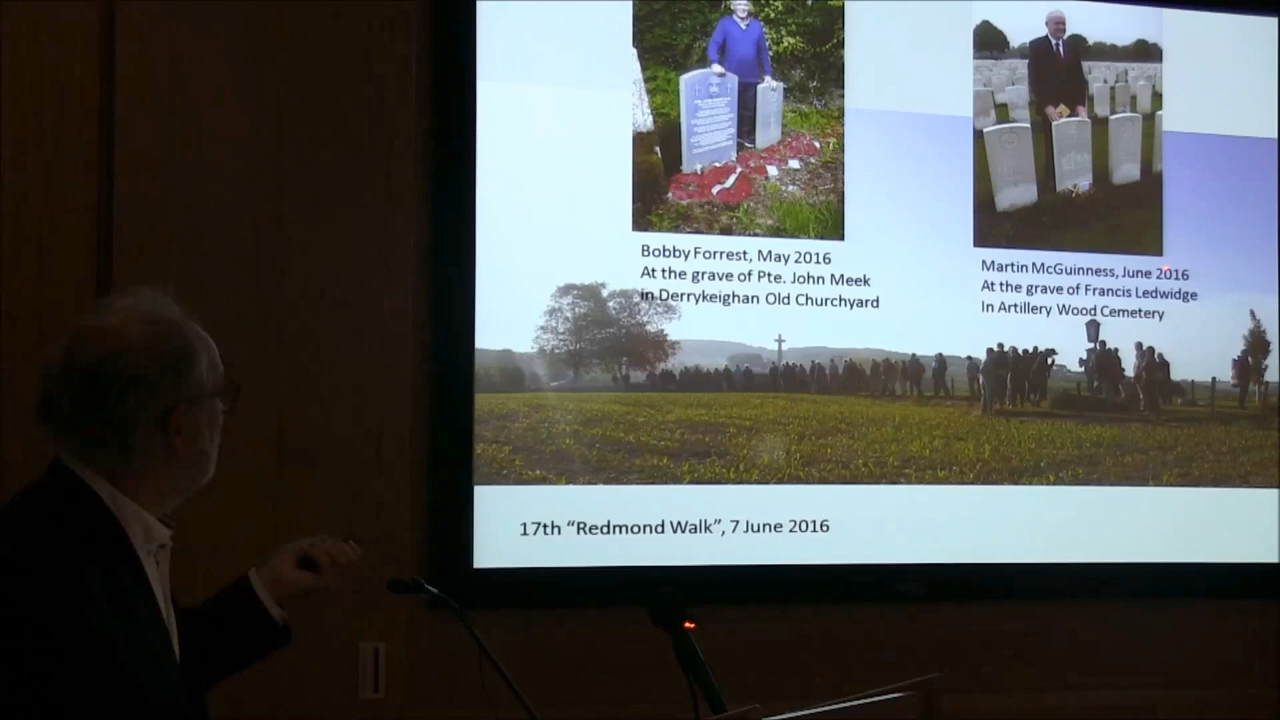 Bobby Forrest, May 2016
At the grave of Pte. John Meek
in Derrykeighan Old Churchyard
Martin McGuinness, June 2016
At the grave of Francis Ledwidge
In Artillery Wood Cemetery
17th “Redmond Walk”, 7 June 2016